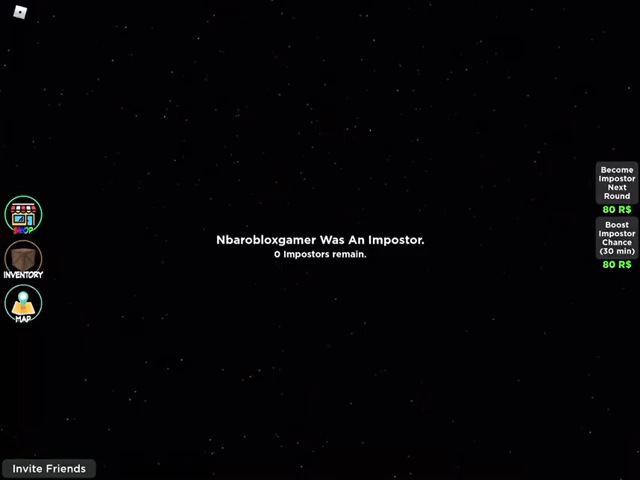 Nbarobloxgamer Was An Impostor.
0 Impostors remain.
SHOP
INVENTORY
MAP
Become
Impostor
Next
Round
80 R$
Boost
Impostor
Chance
(30 min)
80 R$
Invite Friends